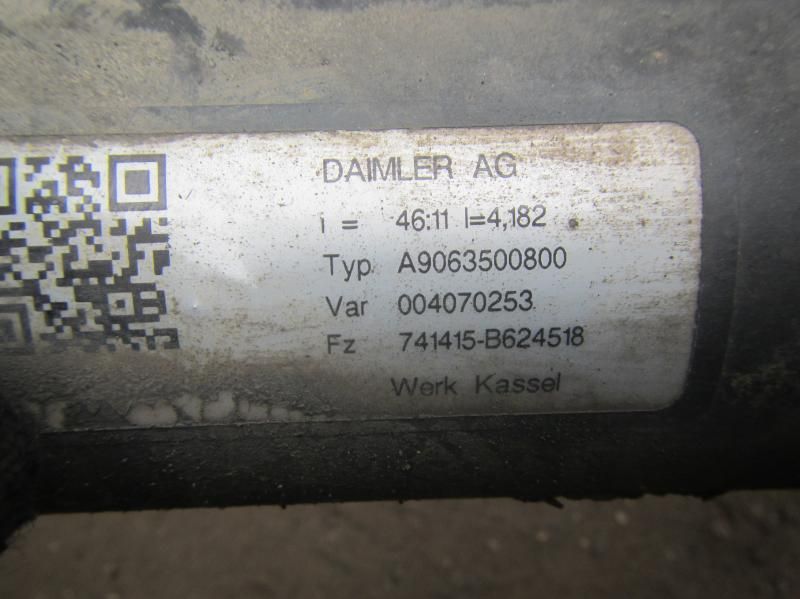 DAIMLER AG
i = 46:11 I=4,182
Typ A9063500800
Var 004070253
Fz 741415-B624518
Werk Kassel